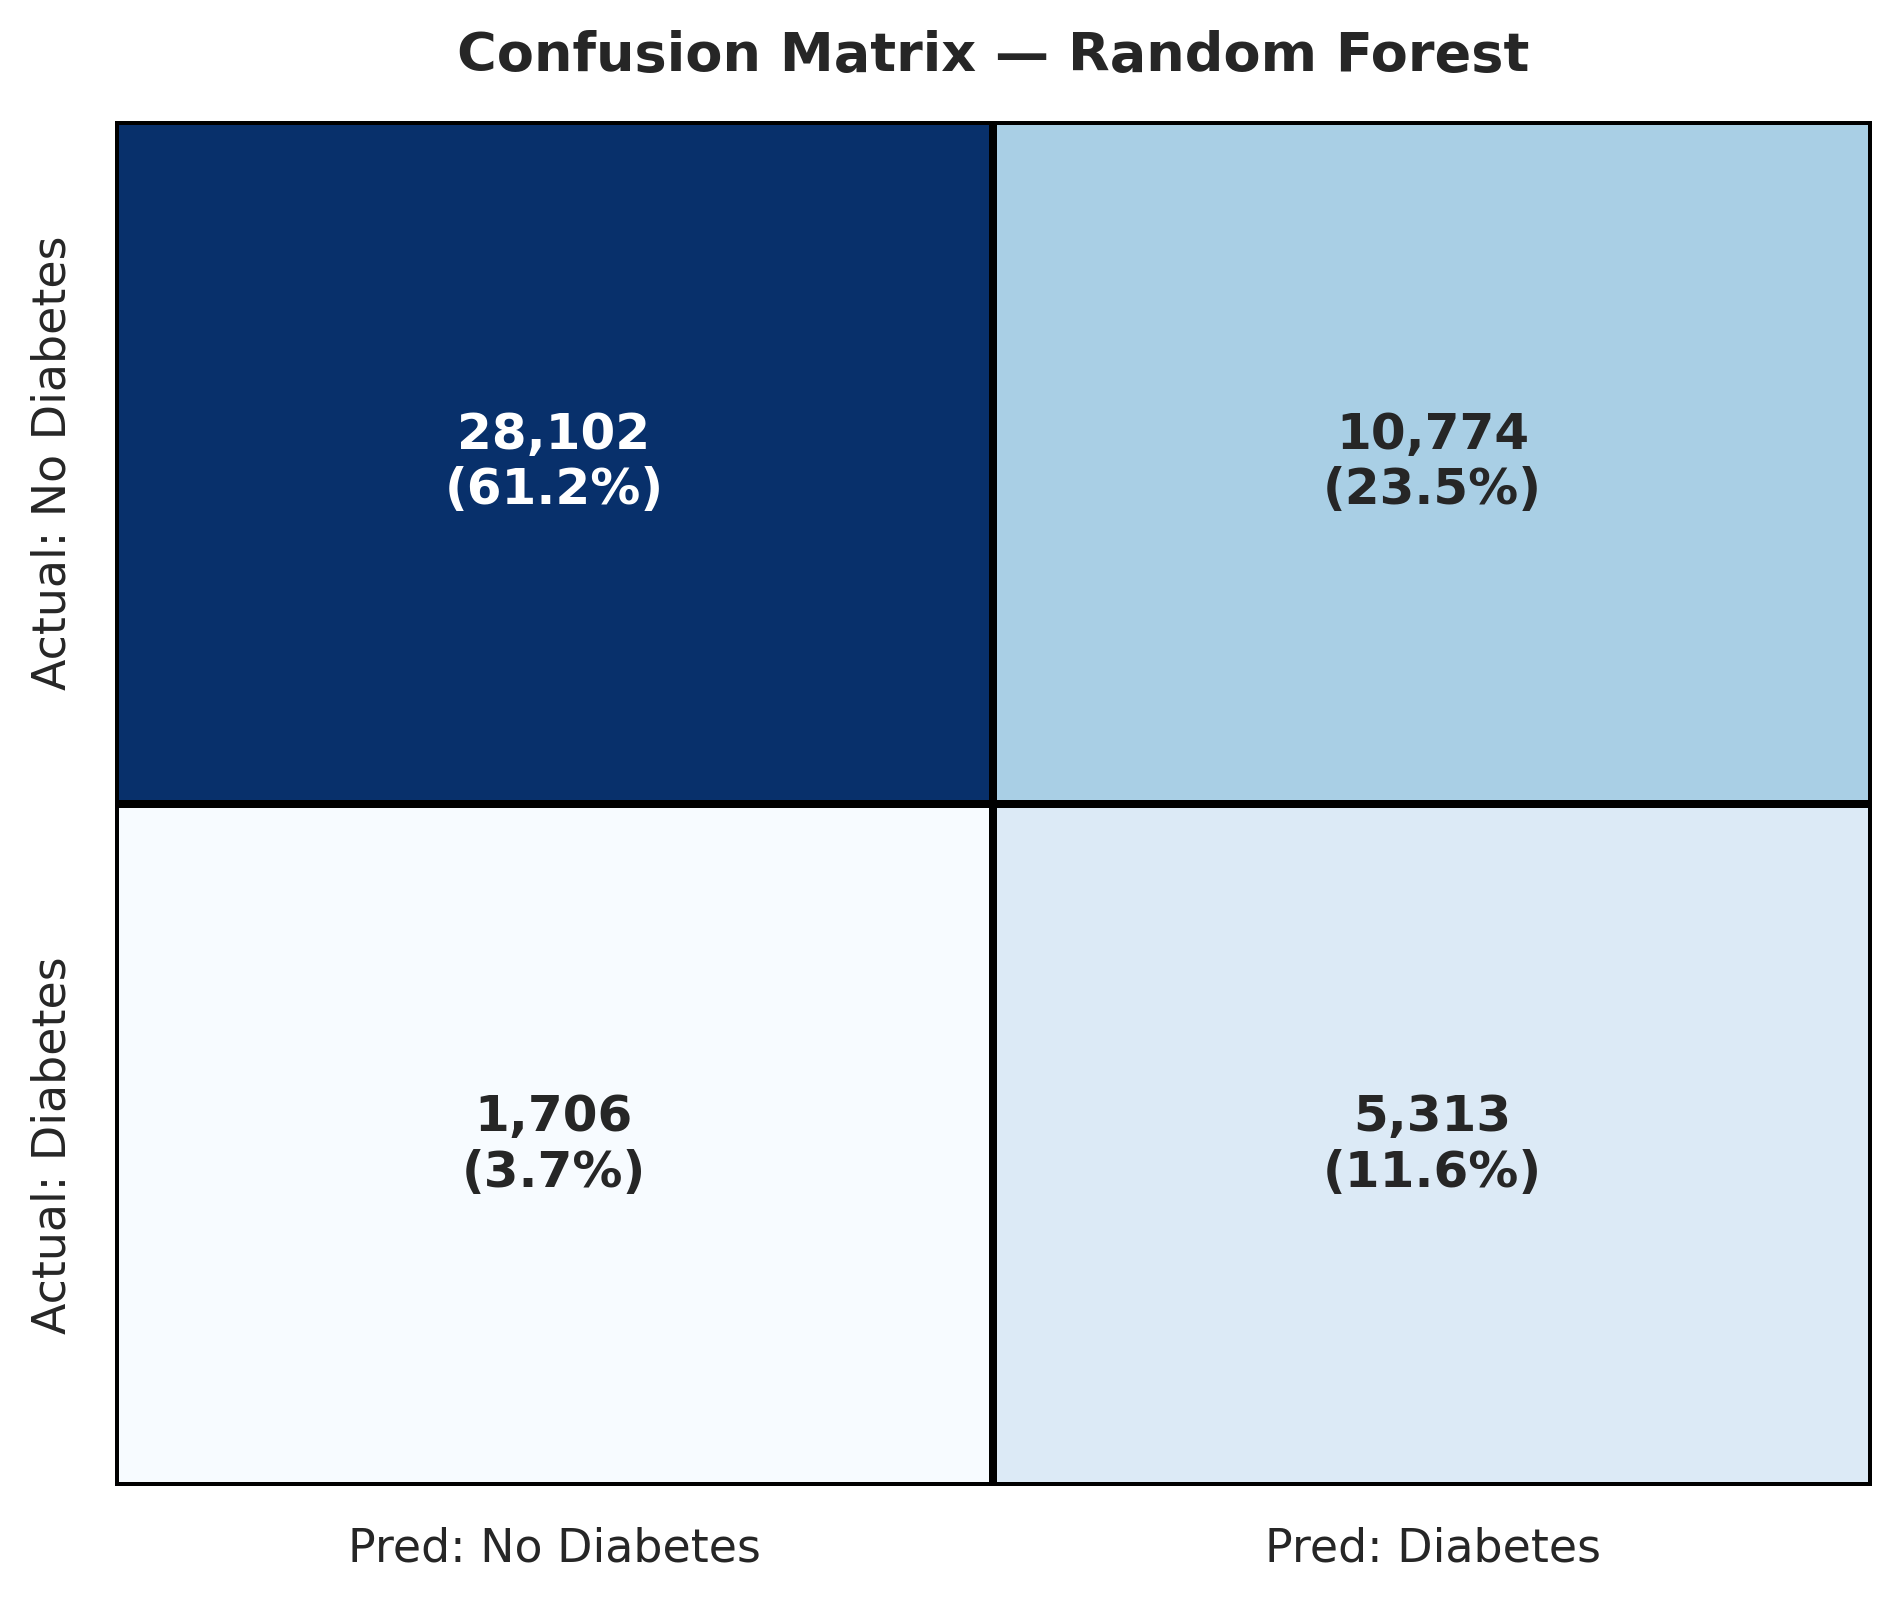 Confusion Matrix — Random Forest
Actual: No Diabetes
28,102
(61.2%)
10,774
(23.5%)
Actual: Diabetes
1,706
(3.7%)
5,313
(11.6%)
Pred: No Diabetes
Pred: Diabetes